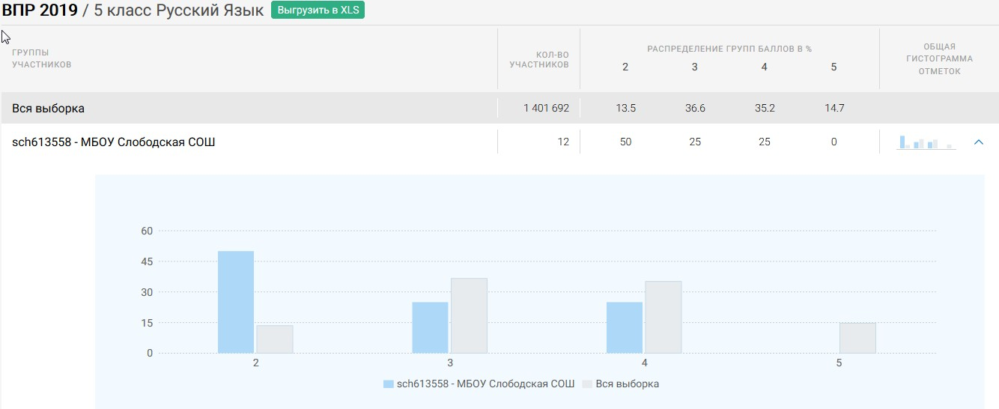 ВПР 2019 / 5 класс Русский Язык Выгрузить в XLS
ГРУППЫ
УЧАСТНИКОВ
КОЛ-ВО
УЧАСТНИКОВ
РАСПРЕДЕЛЕНИЕ ГРУПП БАЛЛОВ В %
2 3 4 5
ОБЩАЯ
ГИСТОГРАММА
ОТМЕТОК
Вся выборка 1 401 692 13.5 36.6 35.2 14.7
sch613558 - МБОУ Слободская СОШ 12 50 25 25 0
60
45
30
15
0
2 3 4 5
sch613558 - МБОУ Слободская СОШ Вся выборка